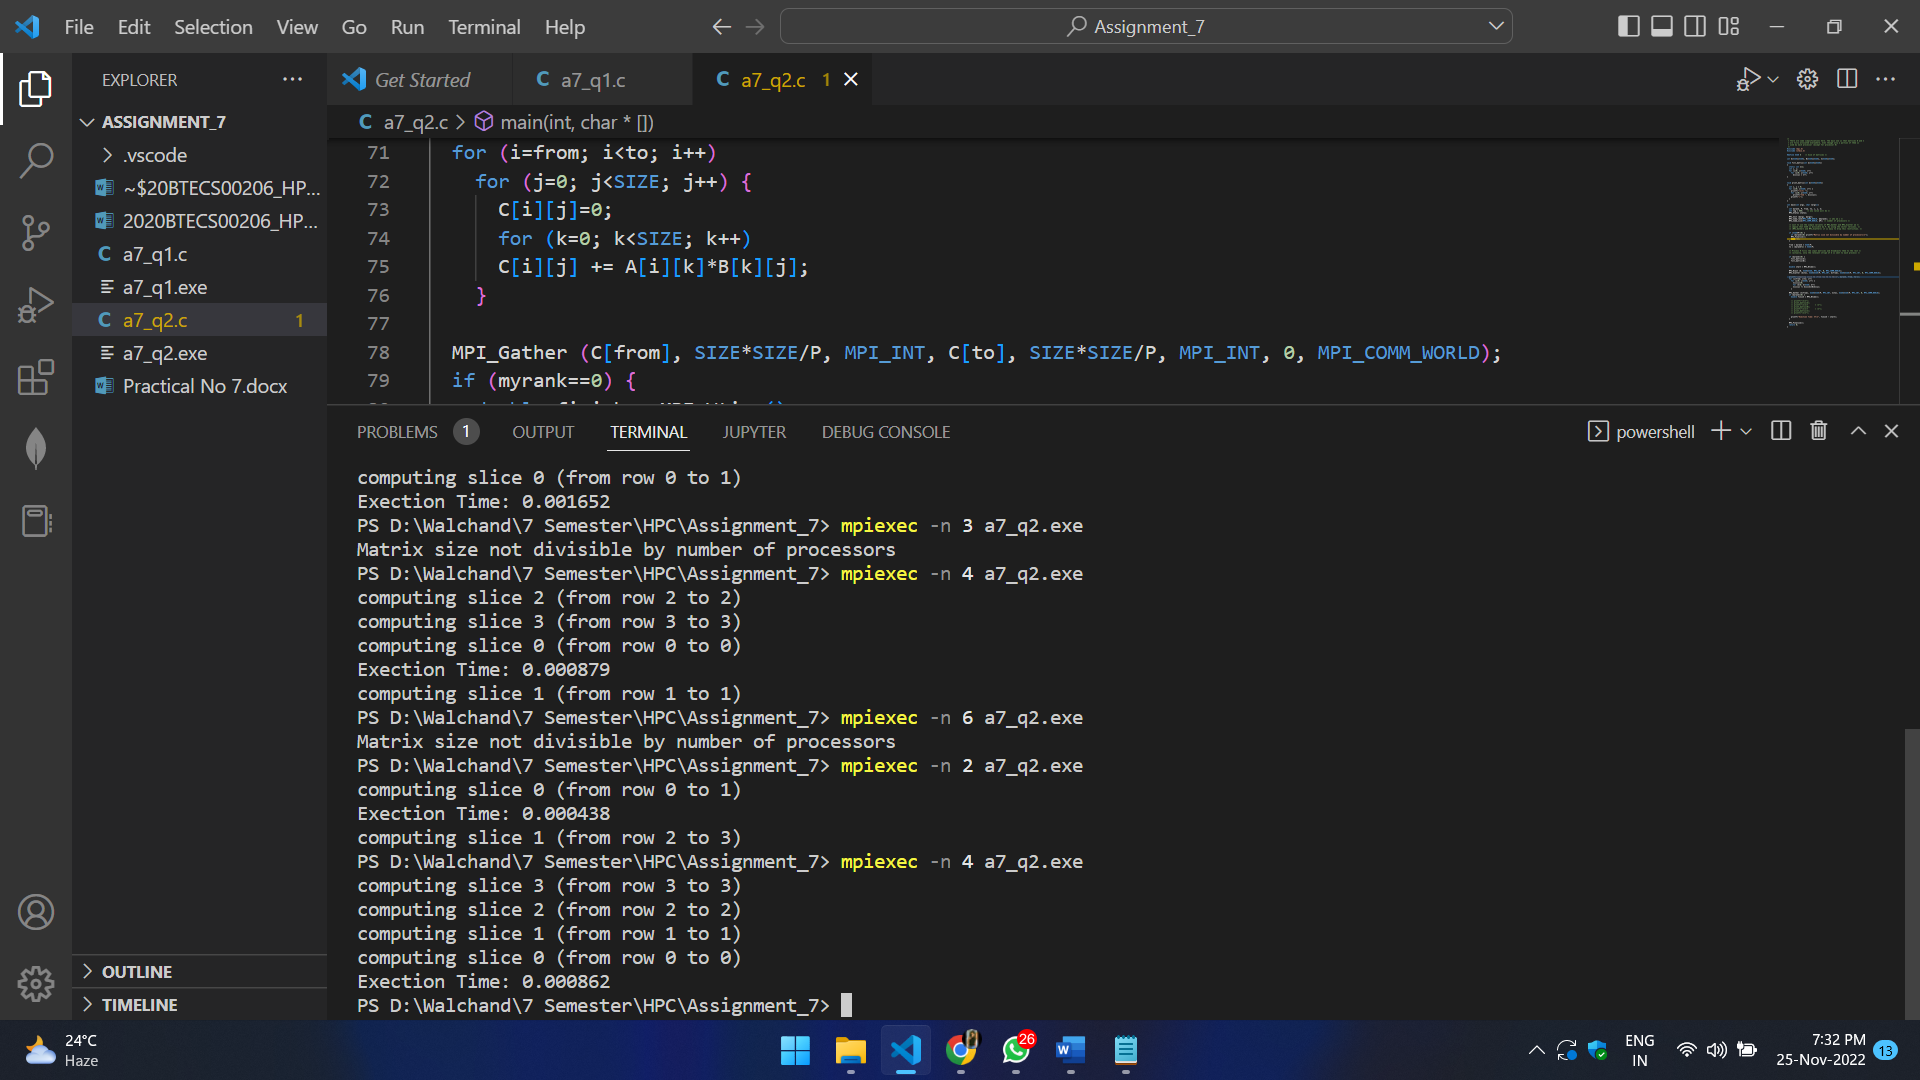 File Edit Selection View Go Run Terminal Help
Assignment_7
EXPLORER
Get Started
C a7_q1.c
C a7_q2.c 1
C a7_q2.c > main(int, char * [])
ASSIGNMENT_7
.vscode
~$20BTECS00206_HP...
2020BTECS00206_HP...
C a7_q1.c
a7_q1.exe
C a7_q2.c 1
a7_q2.exe
Practical No 7.docx
OUTLINE
TIMELINE
71 for (i=from; i<to; i++)
72 for (j=0; j<SIZE; j++) {
73 C[i][j]=0;
74 for (k=0; k<SIZE; k++)
75 C[i][j] += A[i][k]*B[k][j];
76 }
77
78 MPI_Gather (C[from], SIZE*SIZE/P, MPI_INT, C[to], SIZE*SIZE/P, MPI_INT, 0, MPI_COMM_WORLD);
79 if (myrank==0) {
PROBLEMS 1 OUTPUT TERMINAL JUPYTER DEBUG CONSOLE
powershell
computing slice 0 (from row 0 to 1)
Exection Time: 0.001652
PS D:\Walchand\7 Semester\HPC\Assignment_7> mpiexec -n 3 a7_q2.exe
Matrix size not divisible by number of processors
PS D:\Walchand\7 Semester\HPC\Assignment_7> mpiexec -n 4 a7_q2.exe
computing slice 2 (from row 2 to 2)
computing slice 3 (from row 3 to 3)
computing slice 0 (from row 0 to 0)
Exection Time: 0.000879
computing slice 1 (from row 1 to 1)
PS D:\Walchand\7 Semester\HPC\Assignment_7> mpiexec -n 6 a7_q2.exe
Matrix size not divisible by number of processors
PS D:\Walchand\7 Semester\HPC\Assignment_7> mpiexec -n 2 a7_q2.exe
computing slice 0 (from row 0 to 1)
Exection Time: 0.000438
computing slice 1 (from row 2 to 3)
PS D:\Walchand\7 Semester\HPC\Assignment_7> mpiexec -n 4 a7_q2.exe
computing slice 3 (from row 3 to 3)
computing slice 2 (from row 2 to 2)
computing slice 1 (from row 1 to 1)
computing slice 0 (from row 0 to 0)
Exection Time: 0.000862
PS D:\Walchand\7 Semester\HPC\Assignment_7>
24°C
Haze
26
ENG
IN
7:32 PM
25-Nov-2022
13